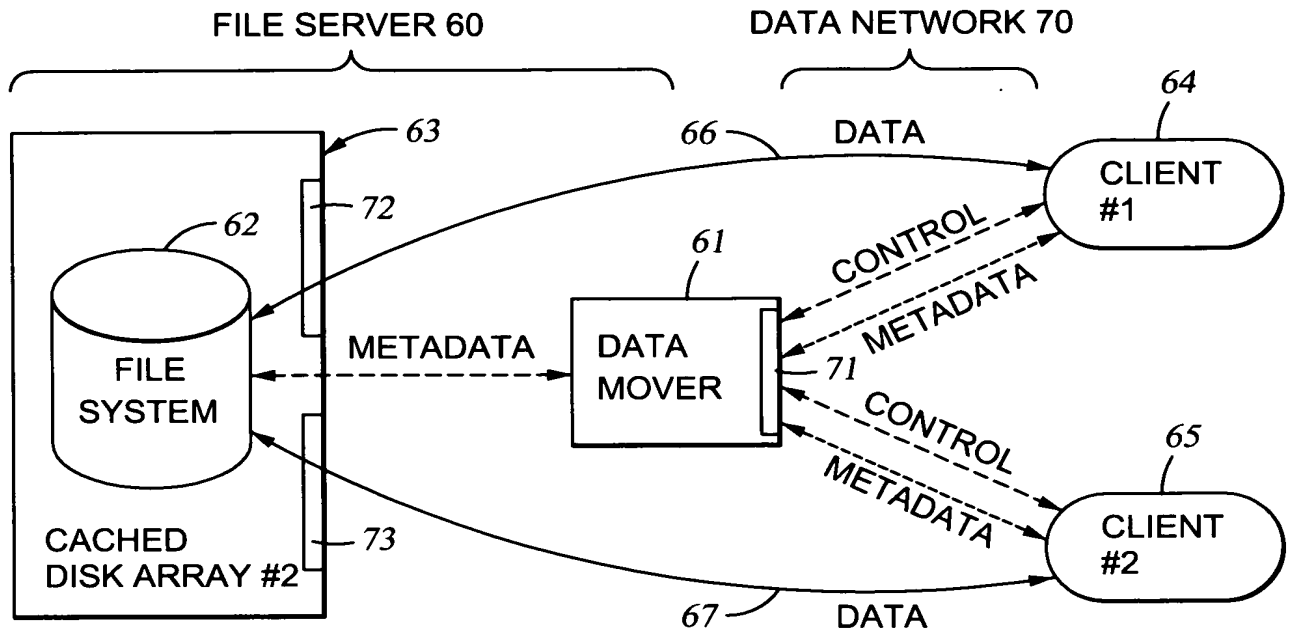 FILE SERVER 60
DATA NETWORK 70
63
66
DATA
64
CLIENT
#1
72
62
CONTROL
METADATA
61
METADATA
DATA
MOVER
71
FILE
SYSTEM
CONTROL
METADATA
65
CLIENT
#2
CACHED
DISK ARRAY #2
73
67
DATA